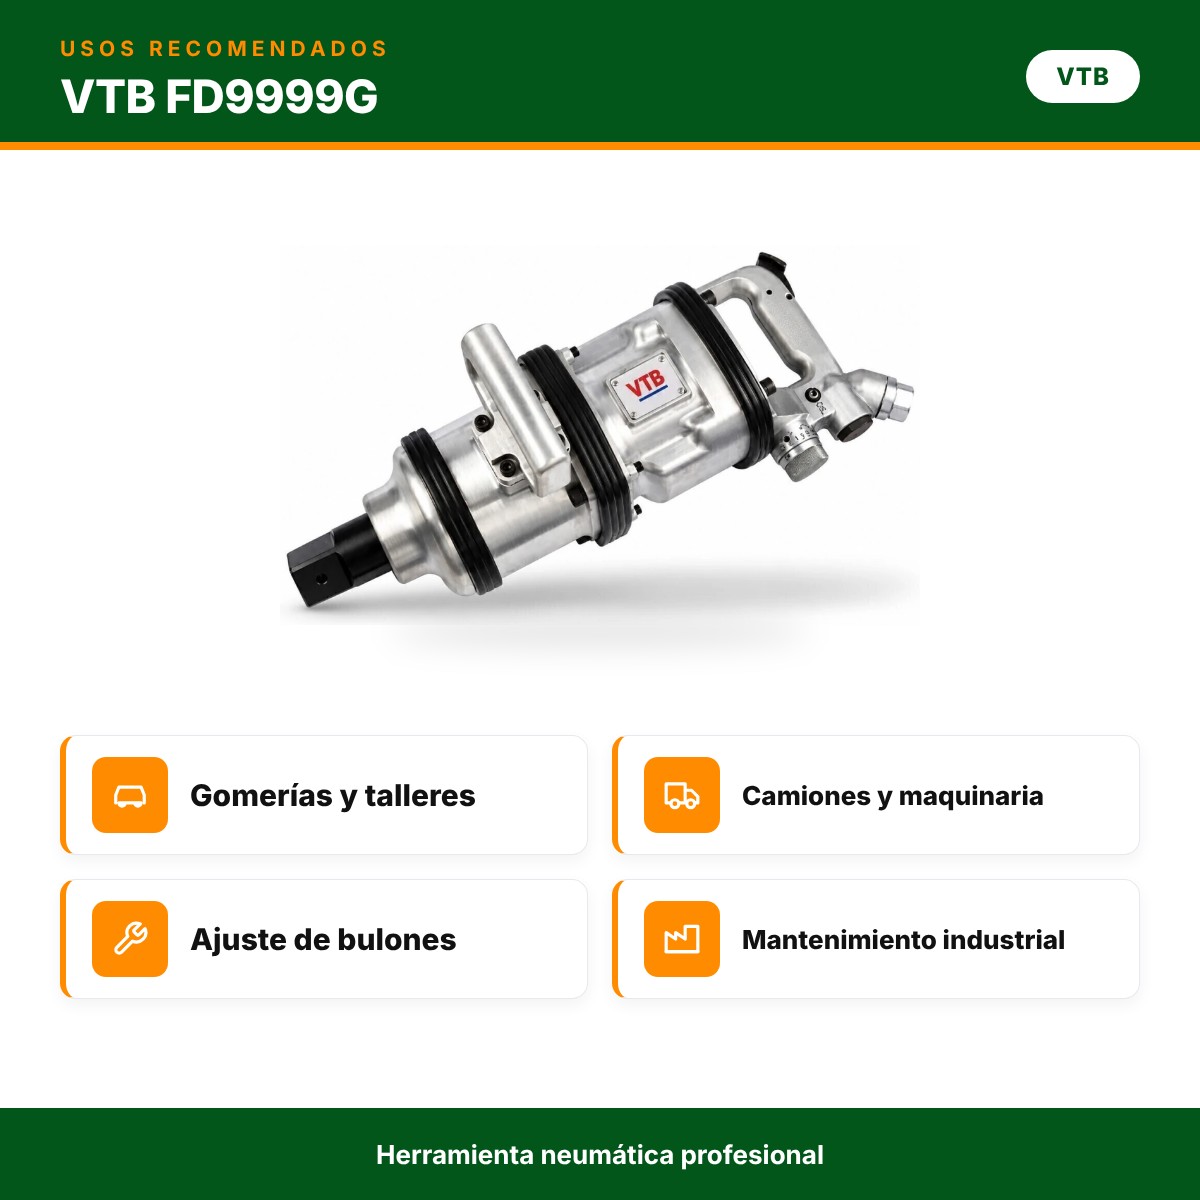 USOS RECOMENDADOS
VTB FD9999G
VTB
VTB
Gomerías y talleres
Camiones y maquinaria
Ajuste de bulones
Mantenimiento industrial
Herramienta neumática profesional